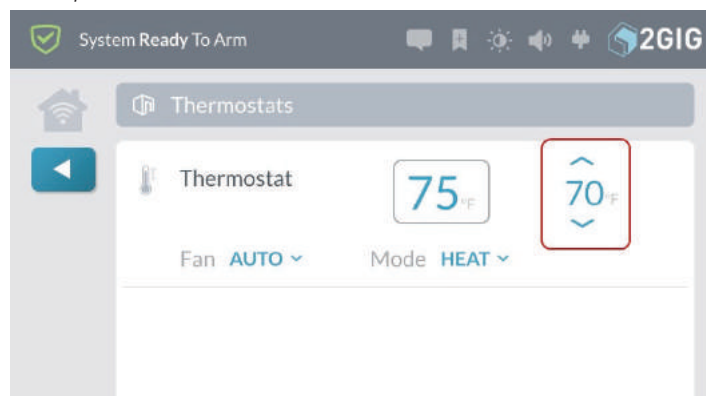 System Ready To Arm
2GIG
Thermostats
Thermostat
75°F
70°F
Fan AUTO
Mode HEAT